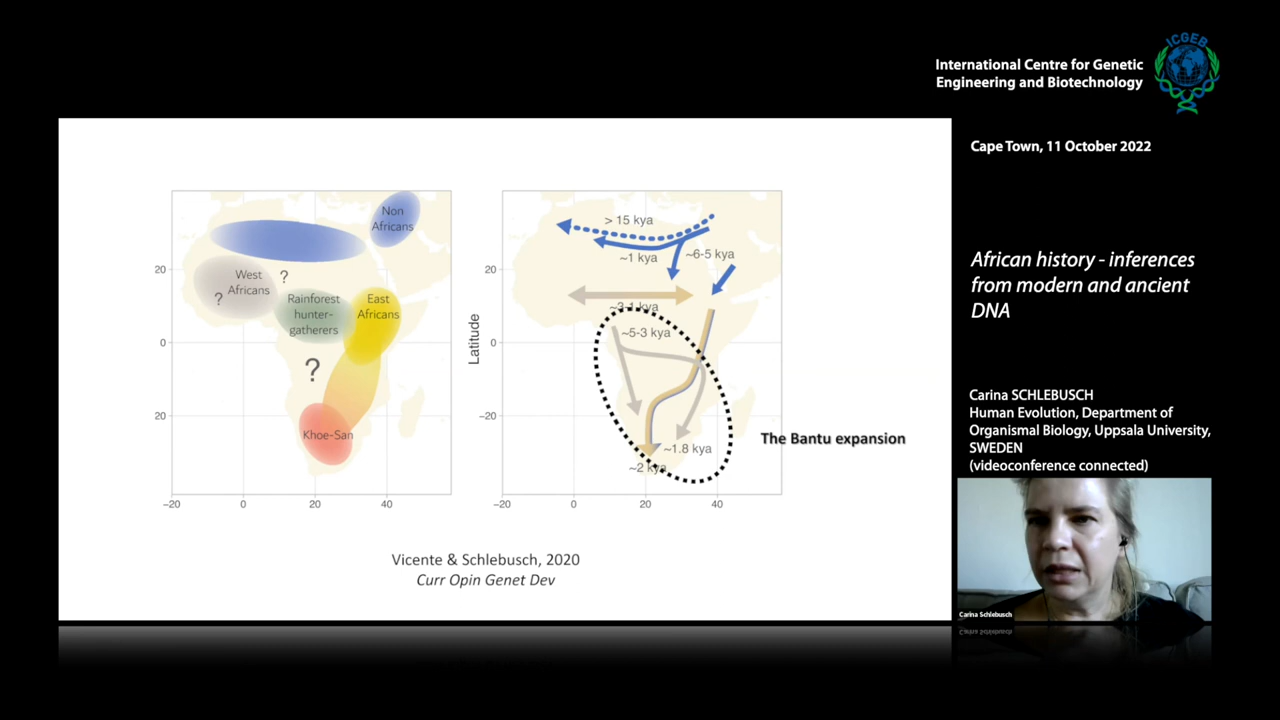 International Centre for Genetic
Engineering and Biotechnology
ICGEB
Cape Town, 11 October 2022
African history - inferences
from modern and ancient
DNA
Carina SCHLEBUSCH
Human Evolution, Department of
Organismal Biology, Uppsala University,
SWEDEN
(videoconference connected)
Carina Schlebusch
Non
Africans
West
Africans
?
?
Rainforest
hunter-
gatherers
East
Africans
?
Khoe-San
20
0
20
−20
0
20
40
> 15 kya
~1 kya
~6-5 kya
~3-1 kya
~5-3 kya
~1.8 kya
~2 kya
Latitude
20
0
−20
−20
0
20
40
The Bantu expansion
Vicente & Schlebusch, 2020
Curr Opin Genet Dev